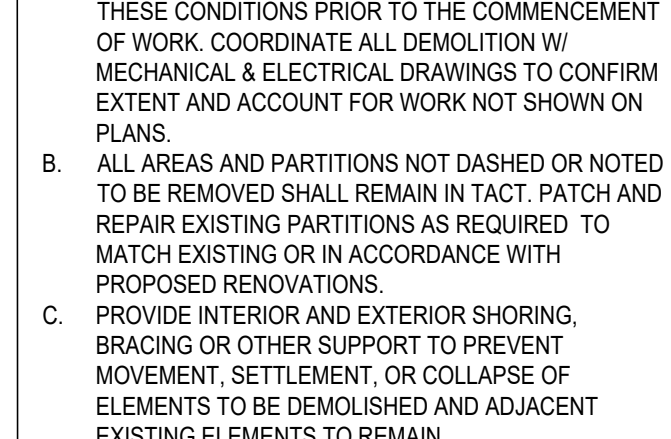 THESE CONDITIONS PRIOR TO THE COMMENCEMENT
OF WORK. COORDINATE ALL DEMOLITION W/
MECHANICAL & ELECTRICAL DRAWINGS TO CONFIRM
EXTENT AND ACCOUNT FOR WORK NOT SHOWN ON
PLANS.
B. ALL AREAS AND PARTITIONS NOT DASHED OR NOTED
TO BE REMOVED SHALL REMAIN IN TACT. PATCH AND
REPAIR EXISTING PARTITIONS AS REQUIRED TO
MATCH EXISTING OR IN ACCORDANCE WITH
PROPOSED RENOVATIONS.
C. PROVIDE INTERIOR AND EXTERIOR SHORING,
BRACING OR OTHER SUPPORT TO PREVENT
MOVEMENT, SETTLEMENT, OR COLLAPSE OF
ELEMENTS TO BE DEMOLISHED AND ADJACENT
EXISTING ELEMENTS TO REMAIN.